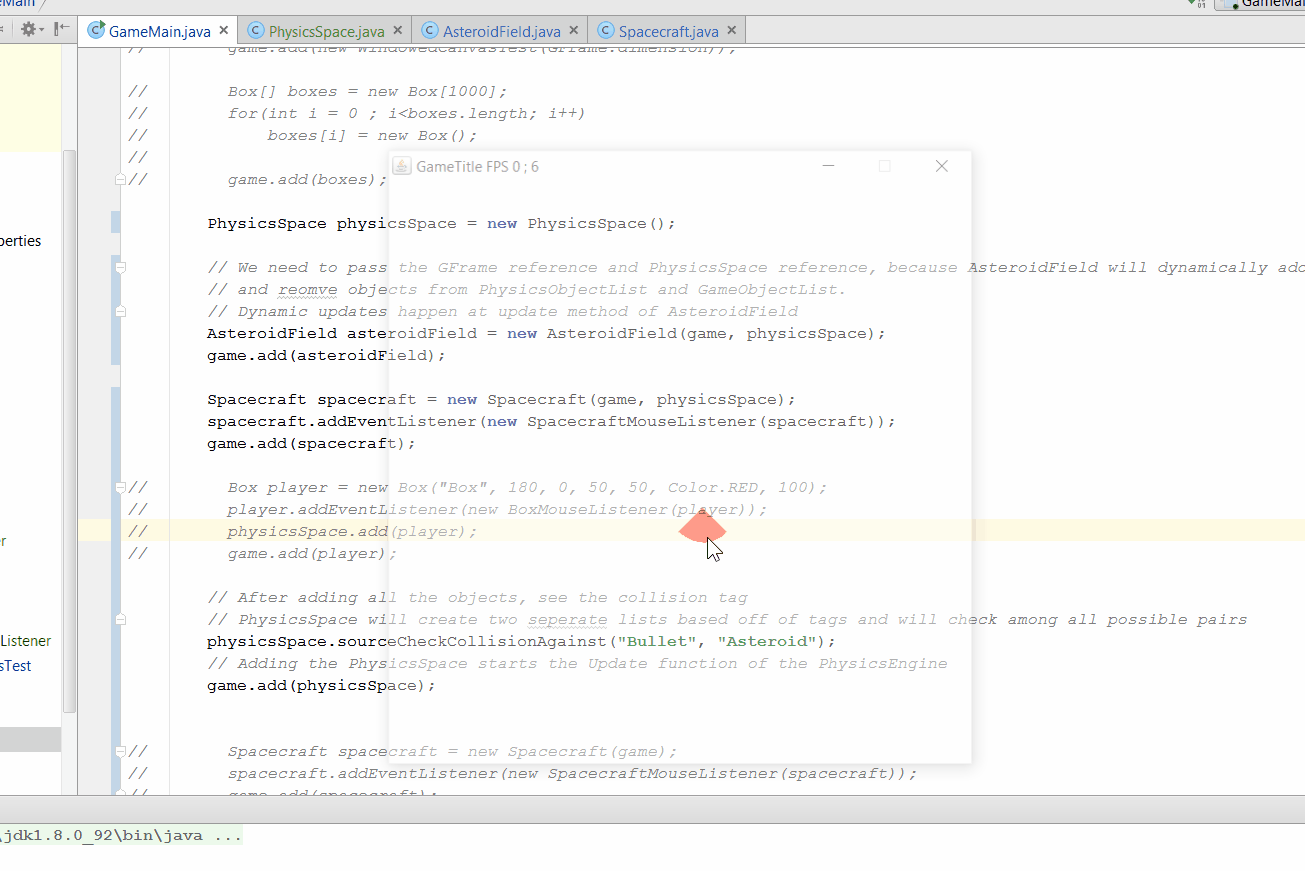 GameMain
GameMain.java
PhysicsSpace.java
AsteroidField.java
Spacecraft.java
// game.add(new WindowedCanvasTest(GFrame.dimension));
// Box[] boxes = new Box[1000];
// for(int i = 0 ; i<boxes.length; i++)
// boxes[i] = new Box();
//
GameTitle FPS 0 ; 6
// game.add(boxes);
PhysicsSpace physicsSpace = new PhysicsSpace();
perties
// We need to pass the GFrame reference and PhysicsSpace reference, because AsteroidField will dynamically add
// and reomve objects from PhysicsObjectList and GameObjectList.
// Dynamic updates happen at update method of AsteroidField
AsteroidField asteroidField = new AsteroidField(game, physicsSpace);
game.add(asteroidField);
Spacecraft spacecraft = new Spacecraft(game, physicsSpace);
spacecraft.addEventListener(new SpacecraftMouseListener(spacecraft));
game.add(spacecraft);
// Box player = new Box("Box", 180, 0, 50, 50, Color.RED, 100);
// player.addEventListener(new BoxMouseListener(player));
// physicsSpace.add(player);
r
// game.add(player);
// After adding all the objects, see the collision tag
// PhysicsSpace will create two seperate lists based off of tags and will check among all possible pairs
Listener
physicsSpace.sourceCheckCollisionAgainst("Bullet", "Asteroid");
sTest
// Adding the PhysicsSpace starts the Update function of the PhysicsEngine
game.add(physicsSpace);
// Spacecraft spacecraft = new Spacecraft(game);
// spacecraft.addEventListener(new SpacecraftMouseListener(spacecraft));
// game.add(spacecraft);
\jdk1.8.0_92\bin\java ...